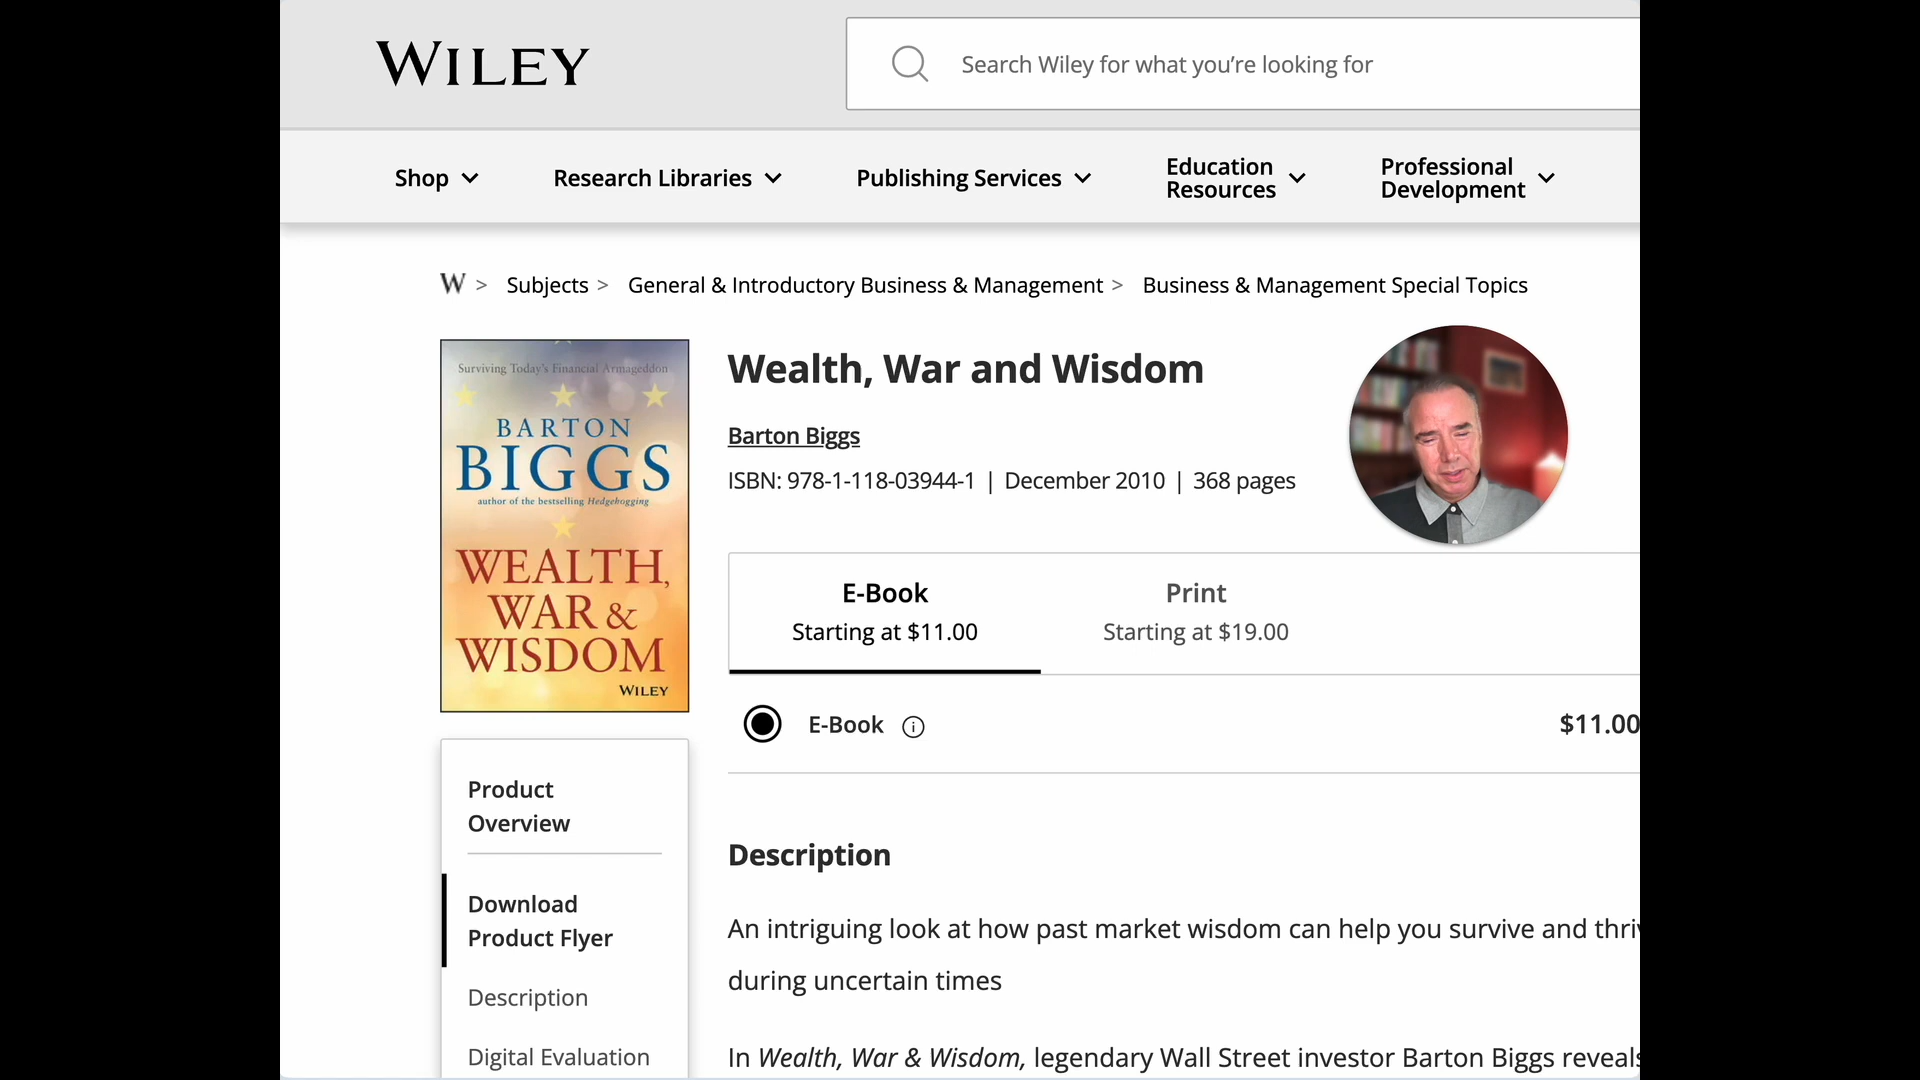 WILEY
Search Wiley for what you’re looking for
Shop
Research Libraries
Publishing Services
Education
Resources
Professional
Development
W > Subjects > General & Introductory Business & Management > Business & Management Special Topics
Surviving Today's Financial Armageddon
BARTON
BIGGS
author of the bestselling Hedgehogging
WEALTH,
WAR &
WISDOM
WILEY
Wealth, War and Wisdom
Barton Biggs
ISBN: 978-1-118-03944-1 | December 2010 | 368 pages
E-Book
Starting at $11.00
Print
Starting at $19.00
E-Book
$11.00
Product
Overview
Download
Product Flyer
Description
Digital Evaluation
Description
An intriguing look at how past market wisdom can help you survive and thriv
during uncertain times
In Wealth, War & Wisdom, legendary Wall Street investor Barton Biggs reveals